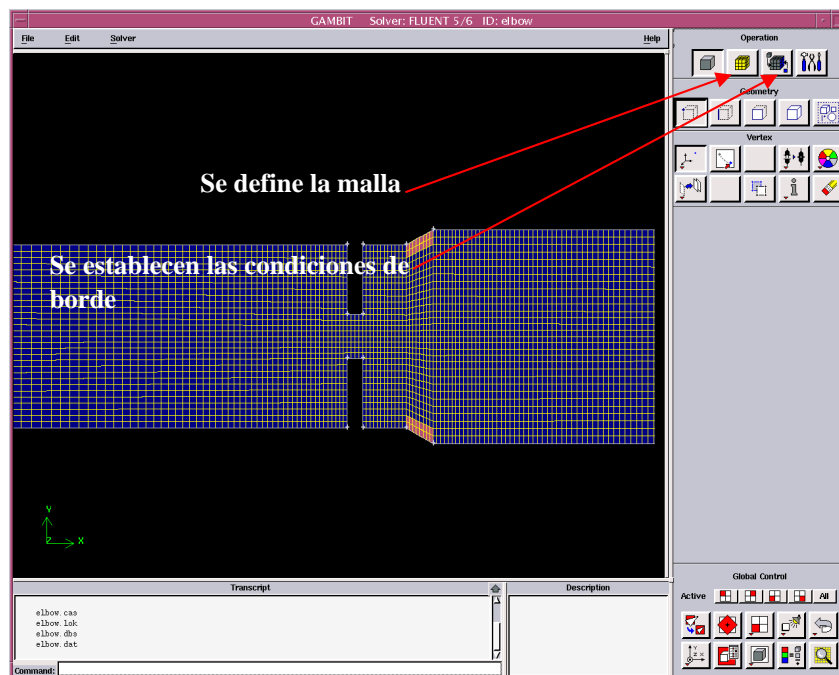 GAMBIT Solver: FLUENT 5/6 ID: elbow
File Edit Solver Help
Operation
Geometry
Vertex
Se define la malla
Se establecen las condiciones de
borde
Y
Z X
Transcript
Description
elbow.cas
elbow.lok
elbow.dbs
elbow.dat
Command:
Global Control
Active All